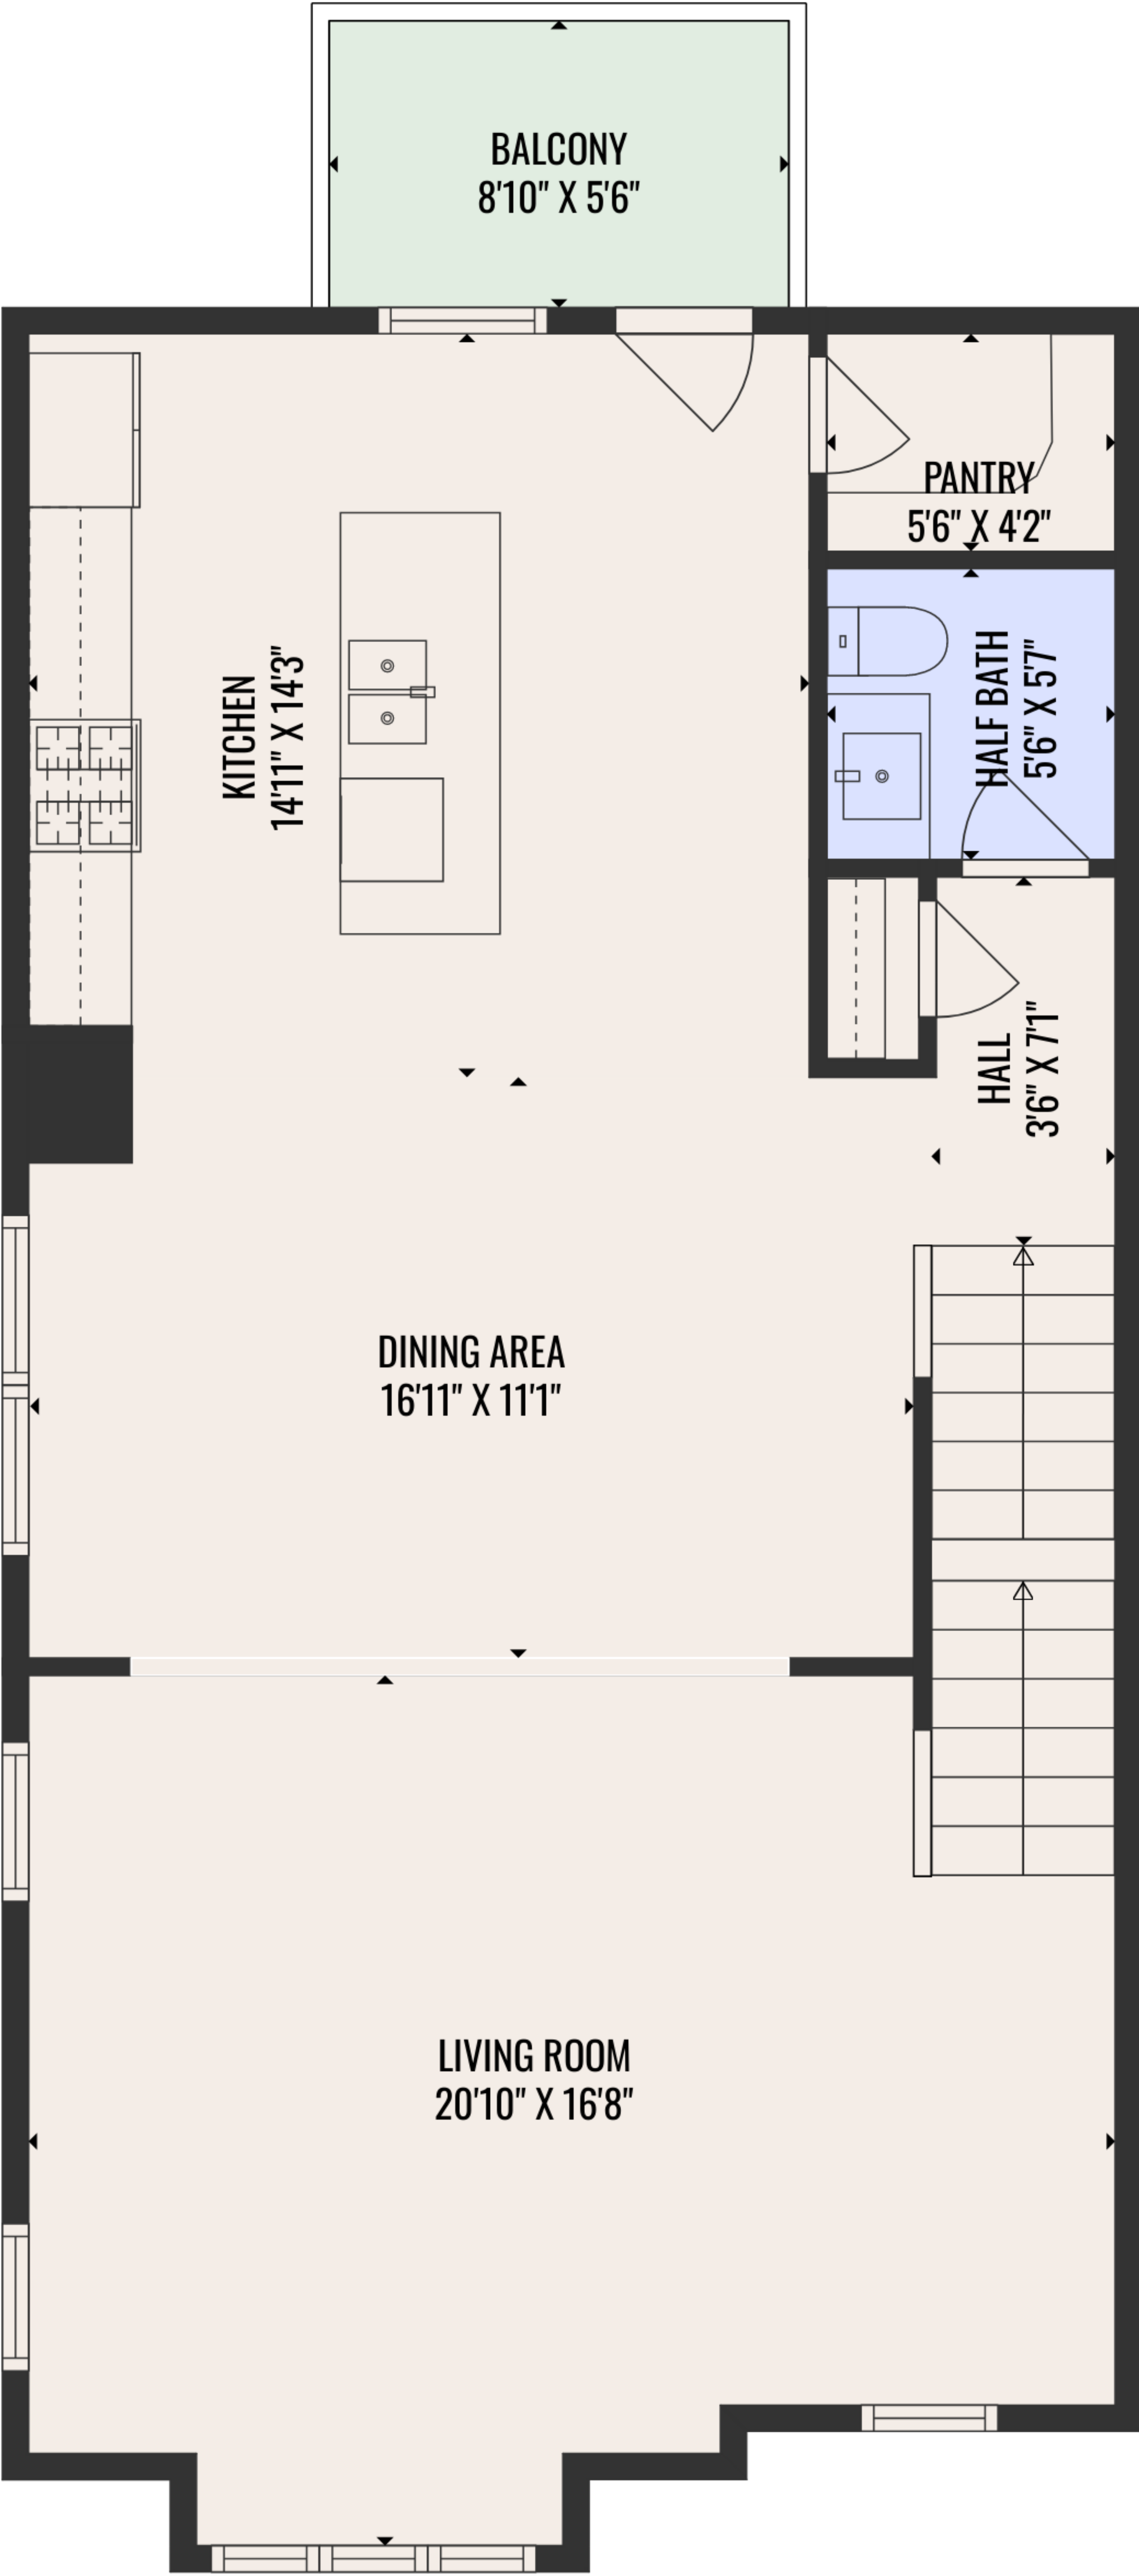 BALCONY
8'10" X 5'6"
PANTRY
5'6" X 4'2"
KITCHEN
14'11" X 14'3"
HALF BATH
5'6" X 5'7"
HALL
3'6" X 7'1"
DINING AREA
16'11" X 11'1"
LIVING ROOM
20'10" X 16'8"